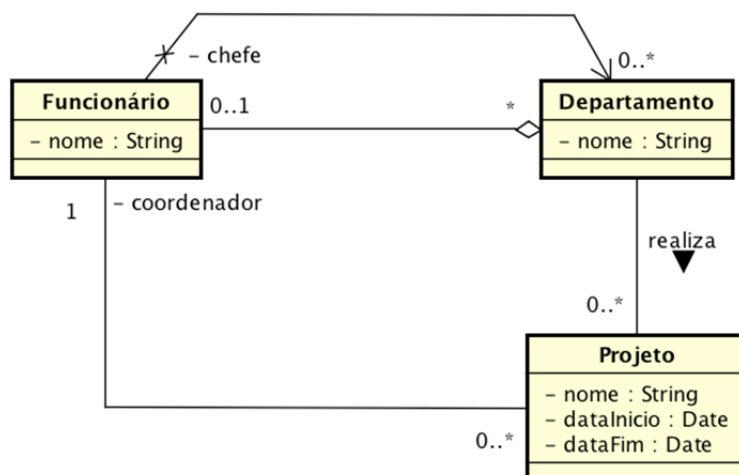 - chefe
0..*
Funcionário
- nome : String
0..1
*
Departamento
- nome : String
1
- coordenador
realiza
0..*
Projeto
- nome : String
- dataInicio : Date
- dataFim : Date
0..*